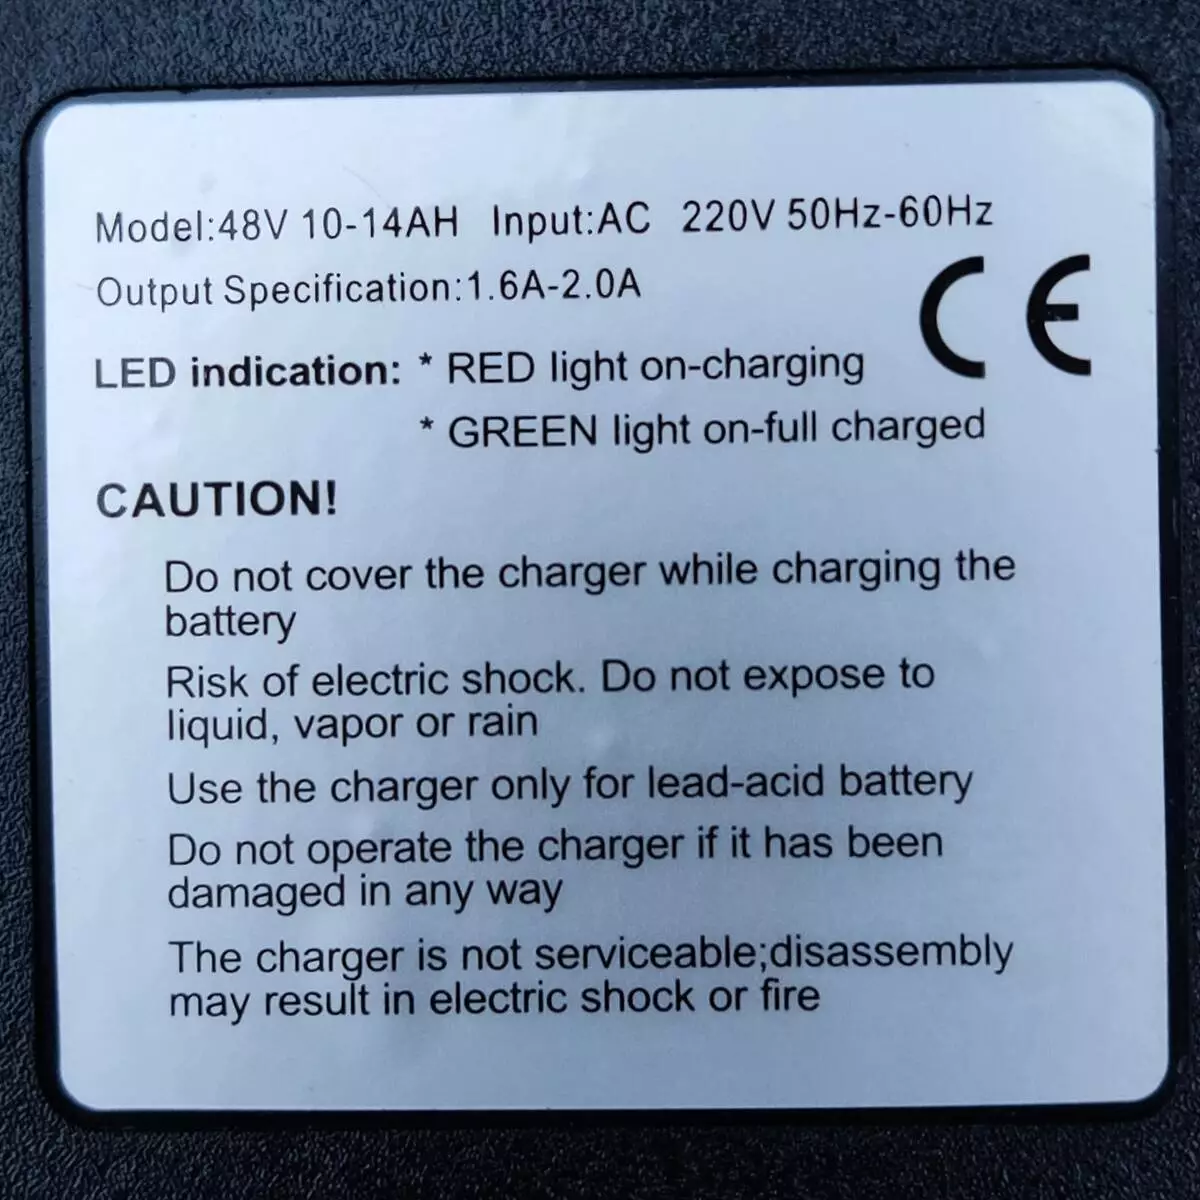 Model:48V 10-14AH Input:AC 220V 50Hz-60Hz
Output Specification:1.6A-2.0A
CE
LED indication: * RED light on-charging
* GREEN light on-full charged
CAUTION!
Do not cover the charger while charging the
battery
Risk of electric shock. Do not expose to
liquid, vapor or rain
Use the charger only for lead-acid battery
Do not operate the charger if it has been
damaged in any way
The charger is not serviceable;disassembly
may result in electric shock or fire